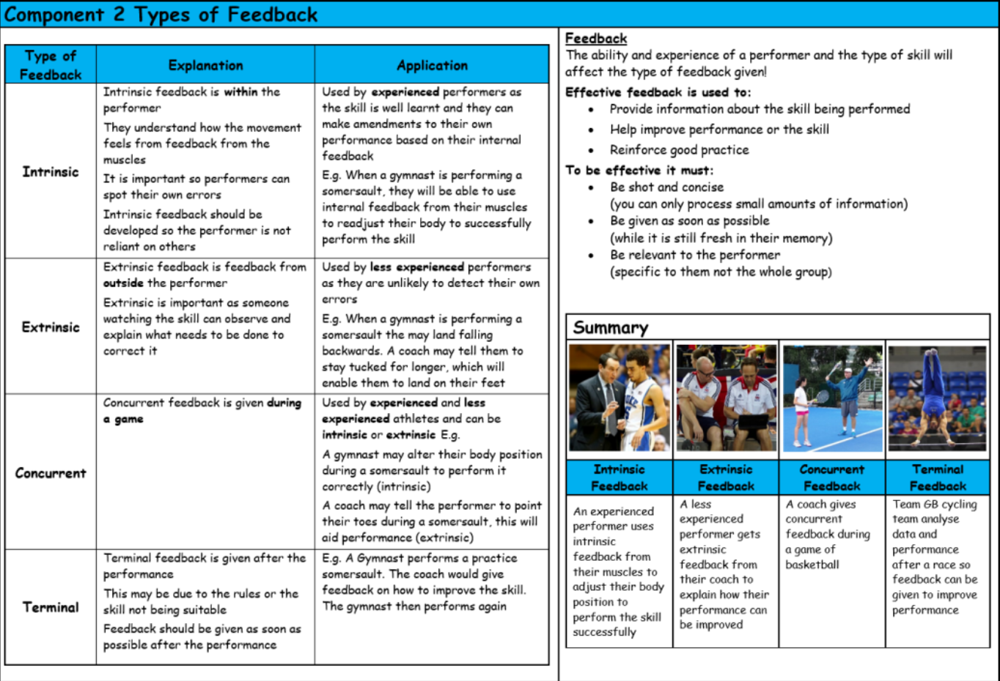 Component 2 Types of Feedback
Type of
Feedback
Explanation
Application
Intrinsic
Intrinsic feedback is within the
performer
They understand how the movement
feels from feedback from the
muscles
It is important so performers can
spot their own errors
Intrinsic feedback should be
developed so the performer is not
reliant on others
Used by experienced performers as
the skill is well learnt and they can
make amendments to their own
performance based on their internal
feedback
E.g. When a gymnast is performing a
somersault, they will be able to use
internal feedback from their muscles
to readjust their body to successfully
perform the skill
Extrinsic
Extrinsic feedback is feedback from
outside the performer
Extrinsic is important as someone
watching the skill can observe and
explain what needs to be done to
correct it
Used by less experienced performers
as they are unlikely to detect their own
errors
E.g. When a gymnast is performing a
somersault the may land falling
backwards. A coach may tell them to
stay tucked for longer, which will
enable them to land on their feet
Concurrent
Concurrent feedback is given during
a game
Used by experienced and less
experienced athletes and can be
intrinsic or extrinsic E.g.
A gymnast may alter their body position
during a somersault to perform it
correctly (intrinsic)
A coach may tell the performer to point
their toes during a somersault, this will
aid performance (extrinsic)
Terminal
Terminal feedback is given after the
performance
This may be due to the rules or the
skill not being suitable
Feedback should be given as soon as
possible after the performance
E.g. A Gymnast performs a practice
somersault. The coach would give
feedback on how to improve the skill.
The gymnast then performs again
Feedback
The ability and experience of a performer and the type of skill will
affect the type of feedback given!
Effective feedback is used to:
• Provide information about the skill being performed
• Help improve performance or the skill
• Reinforce good practice
To be effective it must:
• Be shot and concise
(you can only process small amounts of information)
• Be given as soon as possible
(while it is still fresh in their memory)
• Be relevant to the performer
(specific to them not the whole group)
Summary
Intrinsic
Feedback
Extrinsic
Feedback
Concurrent
Feedback
Terminal
Feedback
An experienced
performer uses
intrinsic
feedback from
their muscles to
adjust their body
position to
perform the skill
successfully
A less
experienced
performer gets
extrinsic
feedback from
their coach to
explain how their
performance can
be improved
A coach gives
concurrent
feedback during
a game of
basketball
Team GB cycling
team analyse
data and
performance
after a race so
feedback can be
given to improve
performance